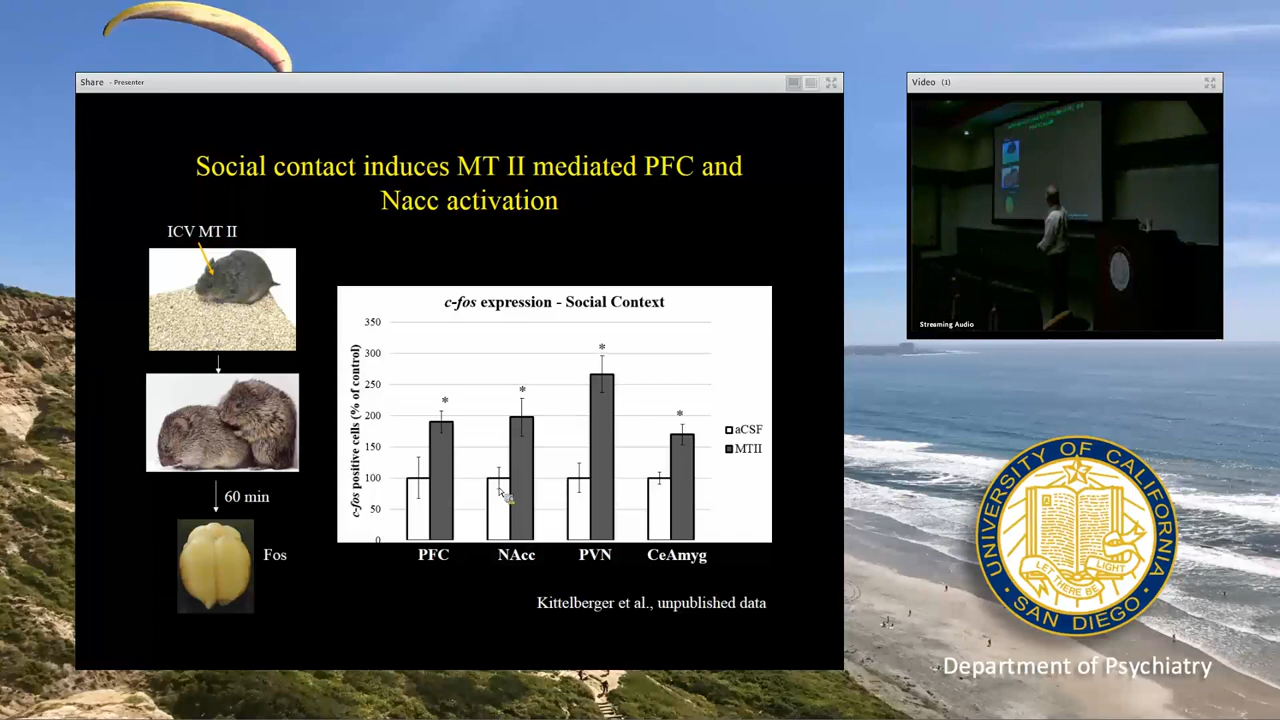 Share - Presenter
Video (1)
Social contact induces MT II mediated PFC and
Nacc activation
ICV MT II
60 min
Fos
c-fos expression - Social Context
c-fos positive cells (% of control)
350
300
250
200
150
100
50
0
* * * *
aCSF
MTII
PFC NAcc PVN CeAmyg
Kittelberger et al., unpublished data
Streaming Audio
UNIVERSITY OF CALIFORNIA
SAN DIEGO
LET THERE BE LIGHT
Department of Psychiatry